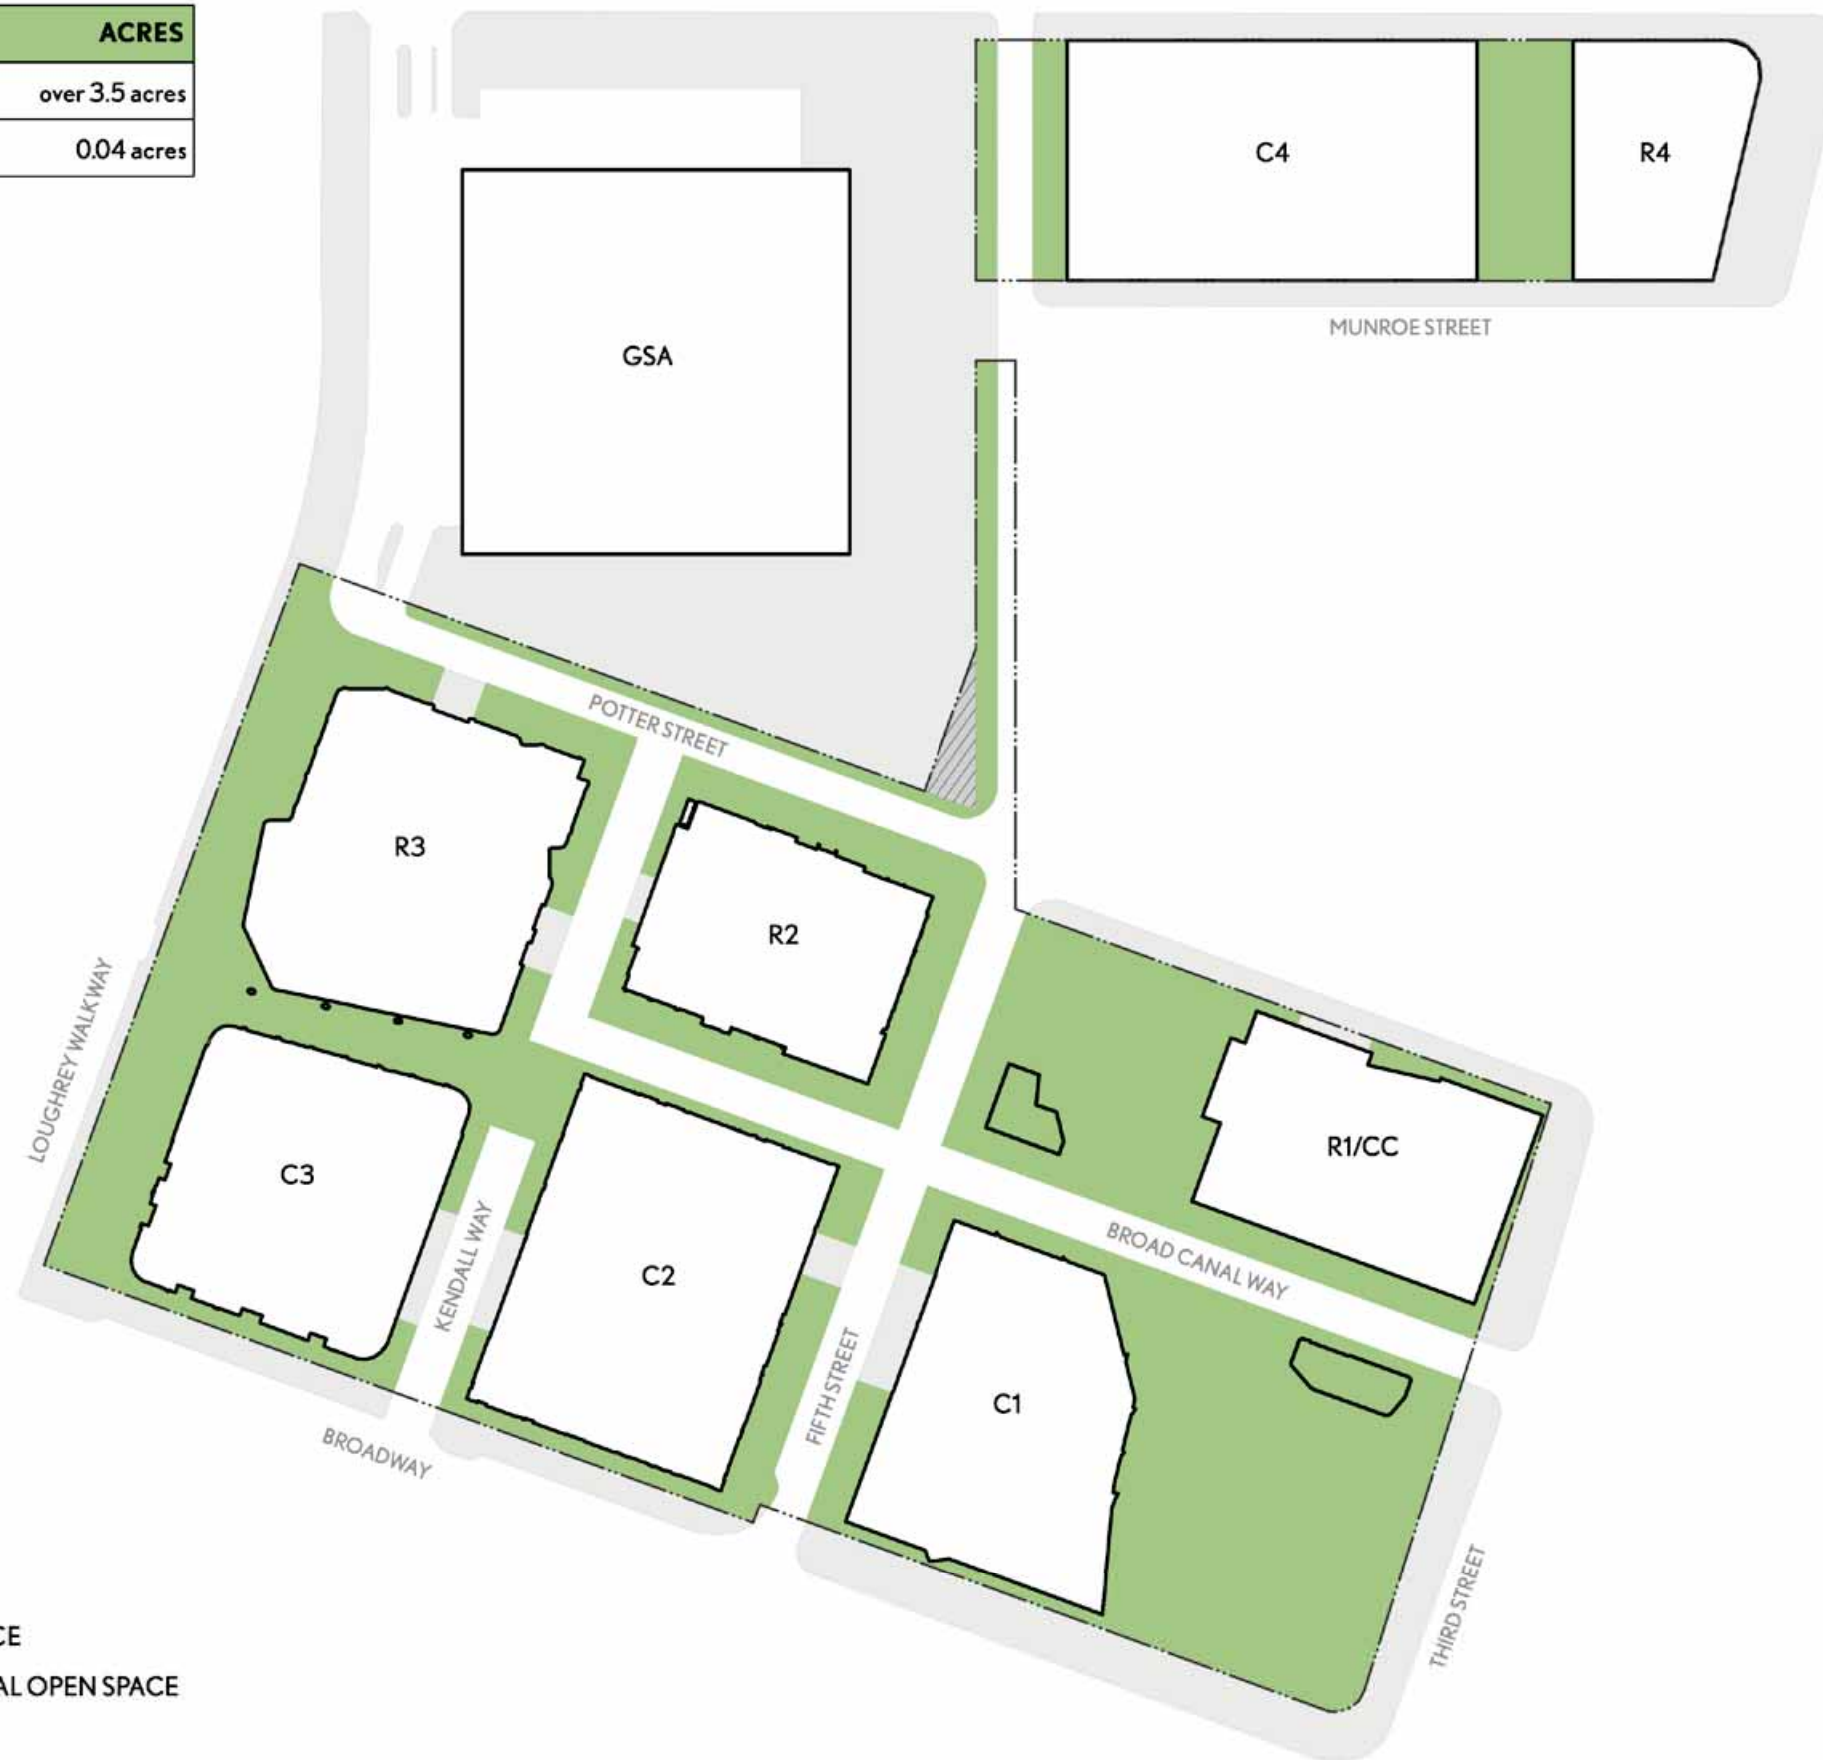 ACRES
over 3.5 acres
0.04 acres
C4
R4
MUNROE STREET
GSA
POTTER STREET
R3
R2
LOUGHREY WALKWAY
R1/CC
C3
KENDALL WAY
C2
BROAD CANAL WAY
FIFTH STREET
C1
BROADWAY
THIRD STREET
CE
AL OPEN SPACE